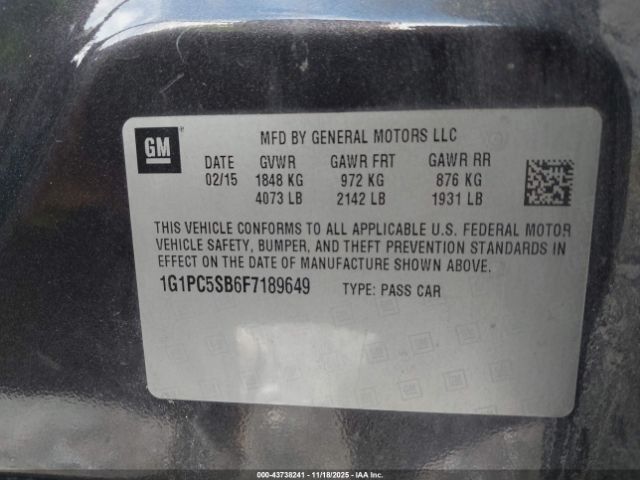 GM
MFD BY GENERAL MOTORS LLC
DATE GVWR GAWR FRT GAWR RR
02/15 1848 KG 972 KG 876 KG
4073 LB 2142 LB 1931 LB
THIS VEHICLE CONFORMS TO ALL APPLICABLE U.S. FEDERAL MOTOR
VEHICLE SAFETY, BUMPER, AND THEFT PREVENTION STANDARDS IN
EFFECT ON THE DATE OF MANUFACTURE SHOWN ABOVE.
1G1PC5SB6F7189649 TYPE: PASS CAR
000-43738241 - 11/18/2025 - IAA Inc.